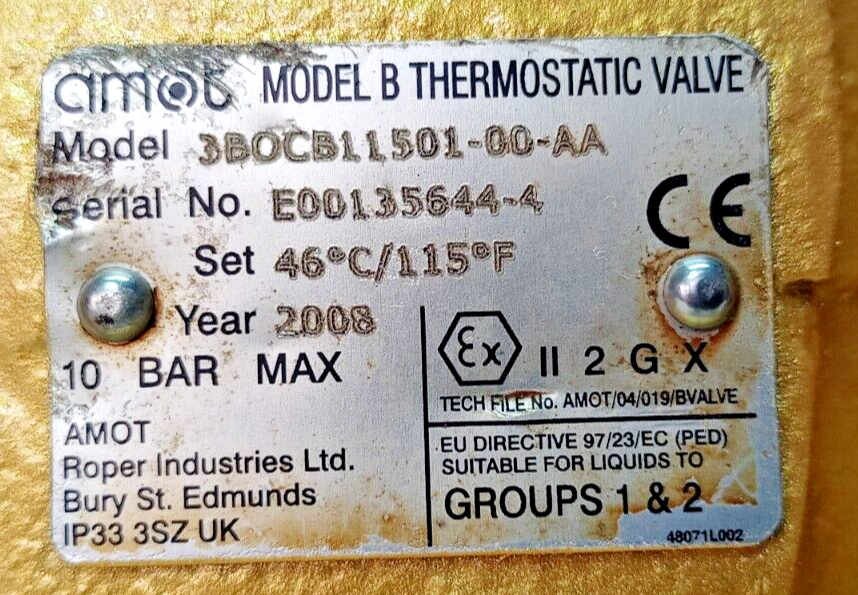 amot MODEL B THERMOSTATIC VALVE
Model 3BOCB11501-00-AA
Serial No. E00135644-4
CE
Set 46°C/115°F
Year 2008
10 BAR MAX
Ex II 2 G X
TECH FILE No. AMOT/04/019/BVALVE
AMOT
Roper Industries Ltd.
Bury St. Edmunds
IP33 3SZ UK
EU DIRECTIVE 97/23/EC (PED)
SUITABLE FOR LIQUIDS TO
GROUPS 1 & 2
48071L002